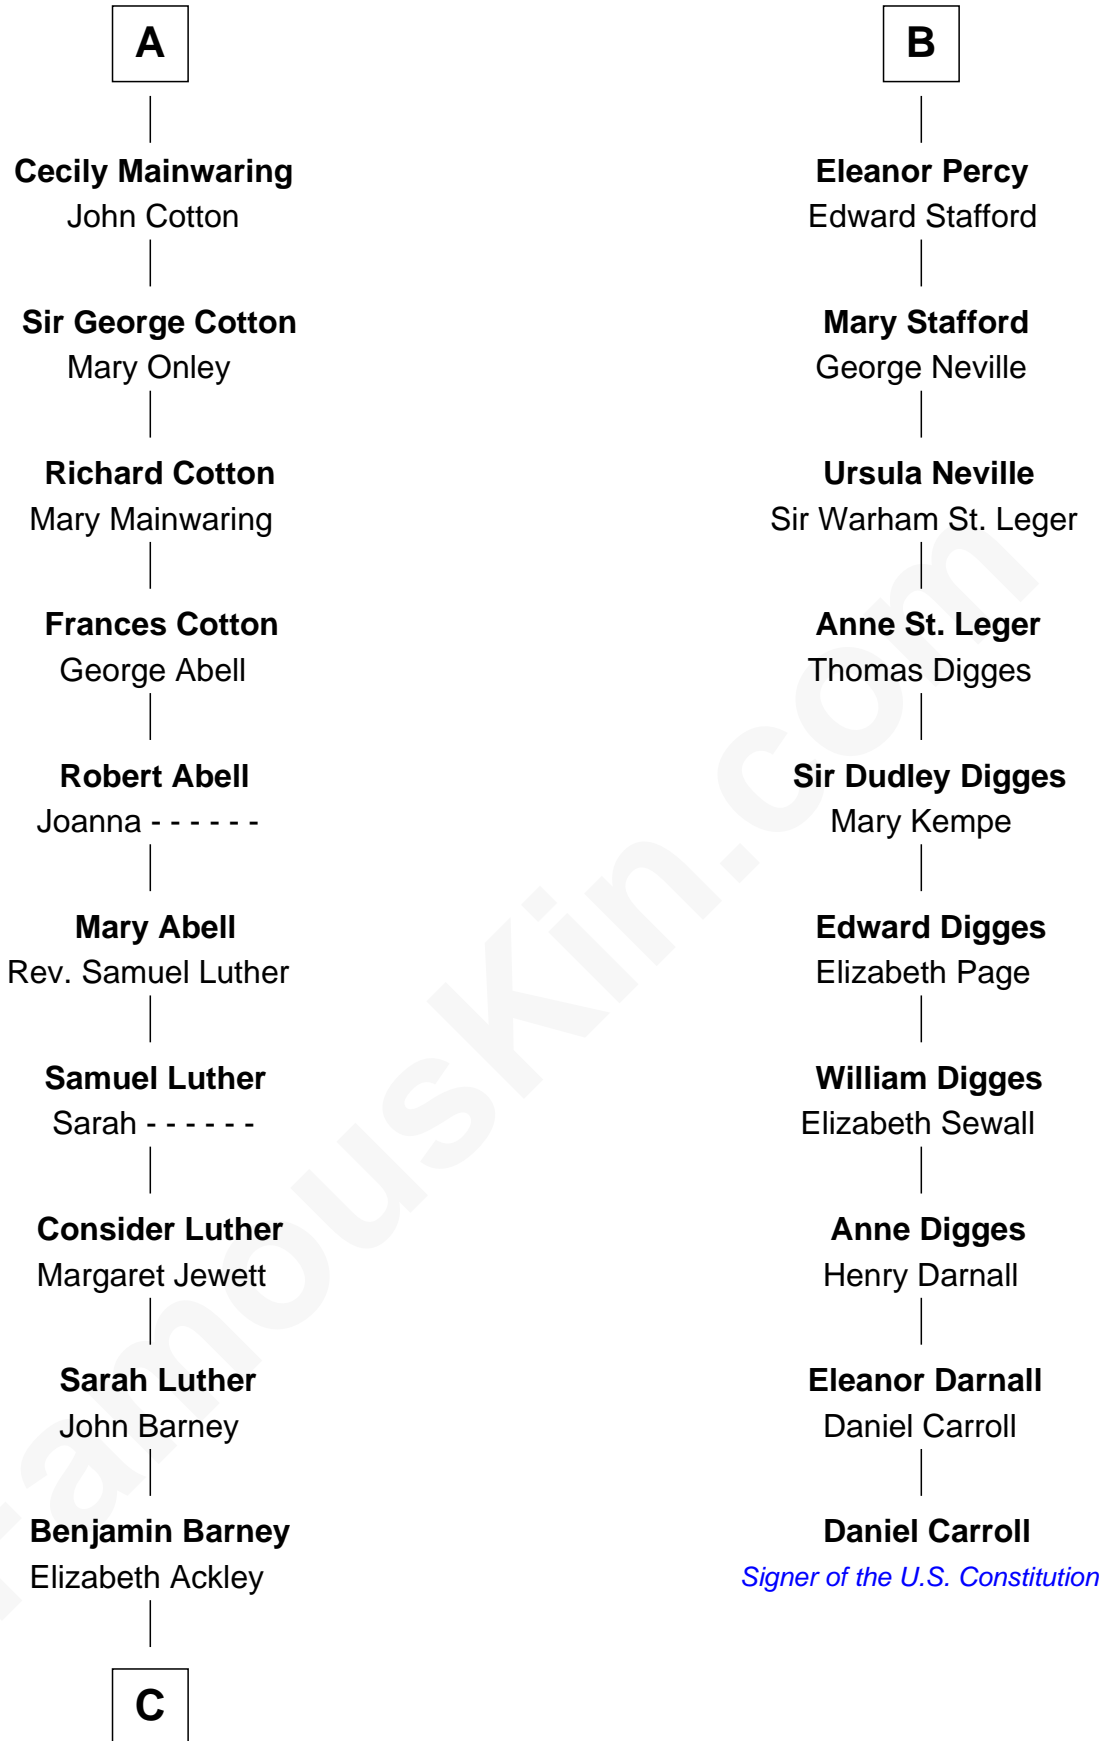 A
Cecily Mainwaring
John Cotton
Sir George Cotton
Mary Onley
Richard Cotton
Mary Mainwaring
Frances Cotton
George Abell
Robert Abell
Joanna - - - - - -
Mary Abell
Rev. Samuel Luther
Samuel Luther
Sarah - - - - - -
Consider Luther
Margaret Jewett
Sarah Luther
John Barney
Benjamin Barney
Elizabeth Ackley
C
B
Eleanor Percy
Edward Stafford
Mary Stafford
George Neville
Ursula Neville
Sir Warham St. Leger
Anne St. Leger
Thomas Digges
Sir Dudley Digges
Mary Kempe
Edward Digges
Elizabeth Page
William Digges
Elizabeth Sewall
Anne Digges
Henry Darnall
Eleanor Darnall
Daniel Carroll
Daniel Carroll
Signer of the U.S. Constitution
FamousKin.com